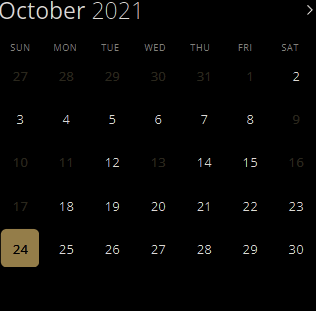 October 2021
SUN MON TUE WED THU FRI SAT
27 28 29 30 31 1 2
3 4 5 6 7 8 9
10 11 12 13 14 15 16
17 18 19 20 21 22 23
24 25 26 27 28 29 30